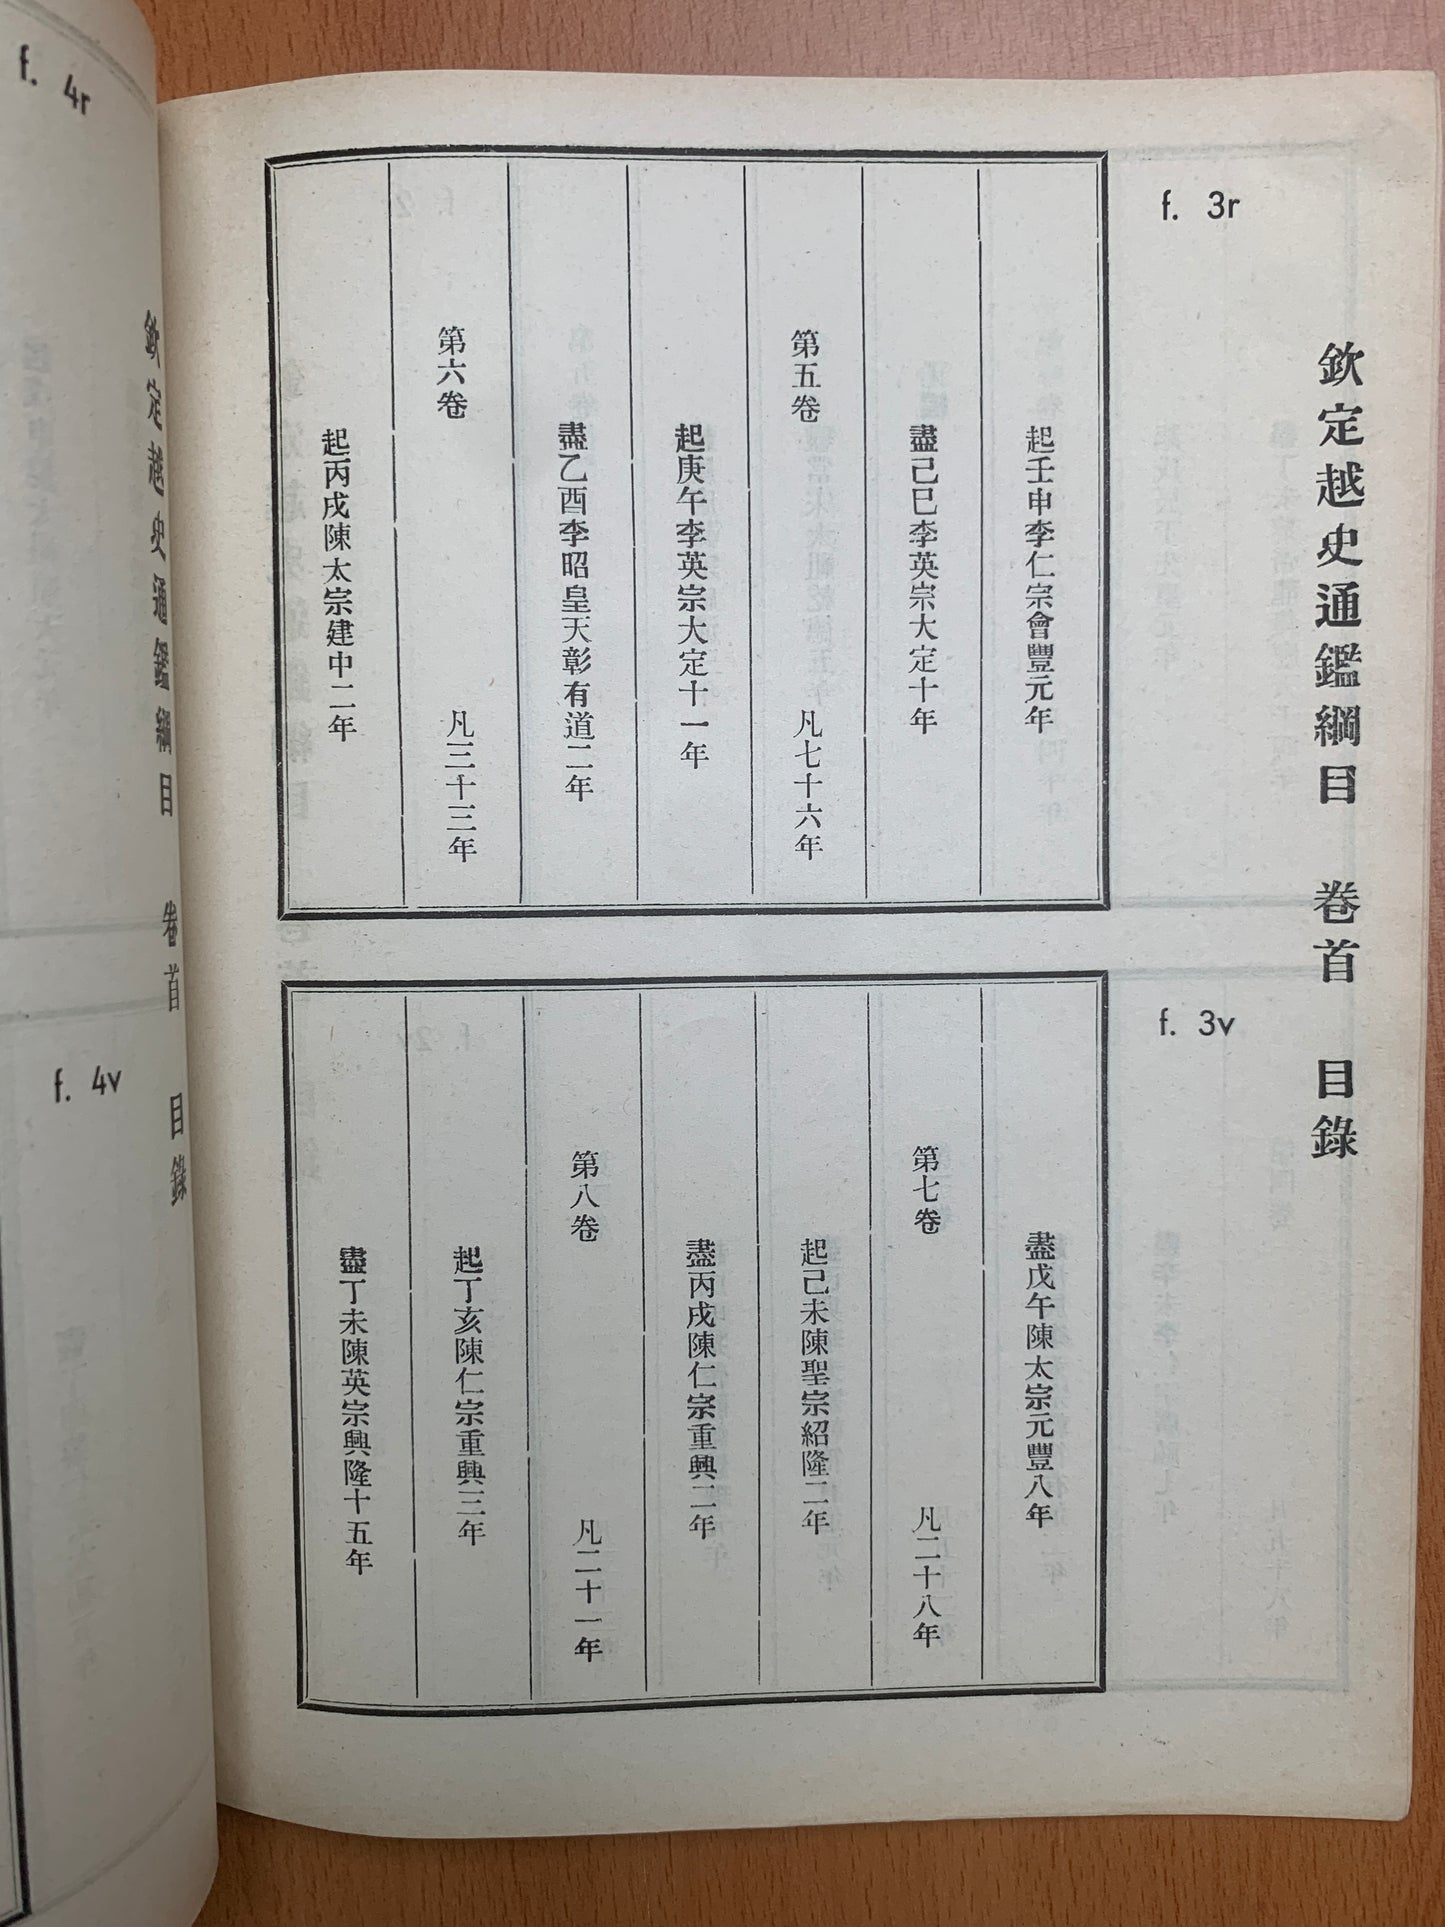 欽定越史通鑑綱目 卷首 目錄
f. 3r
起壬申李仁宗會豐元年
盡己巳李英宗大定十年
第五卷 凡七十六年
起庚午李英宗大定十一年
盡乙酉李昭皇天彰有道二年
第六卷 凡三十三年
起丙戌陳太宗建中二年
f. 3v
盡戊午陳太宗元豐八年
第七卷 凡二十八年
起己未陳聖宗紹隆二年
盡丙戌陳仁宗重興二年
第八卷 凡二十一年
起丁亥陳仁宗重興三年
盡丁未陳英宗興隆十五年
欽定越史通鑑綱目 卷首 目錄
f. 4r
f. 4v